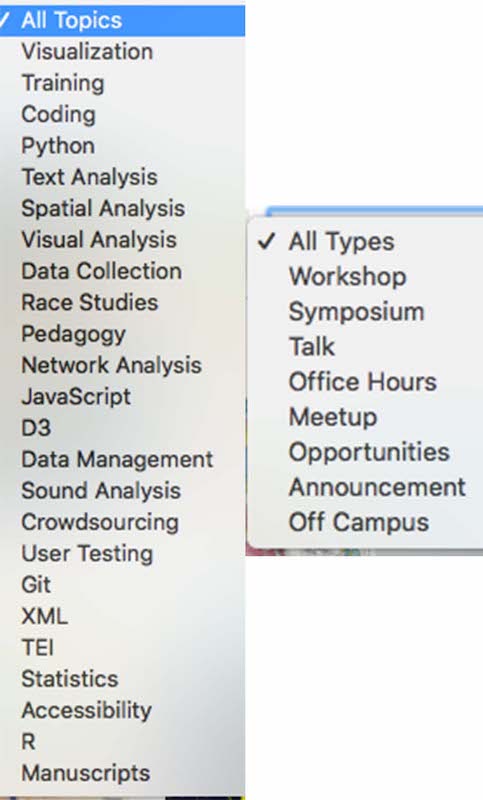 All Topics
Visualization
Training
Coding
Python
Text Analysis
Spatial Analysis
Visual Analysis
Data Collection
Race Studies
Pedagogy
Network Analysis
JavaScript
D3
Data Management
Sound Analysis
Crowdsourcing
User Testing
Git
XML
TEI
Statistics
Accessibility
R
Manuscripts
All Types
Workshop
Symposium
Talk
Office Hours
Meetup
Opportunities
Announcement
Off Campus